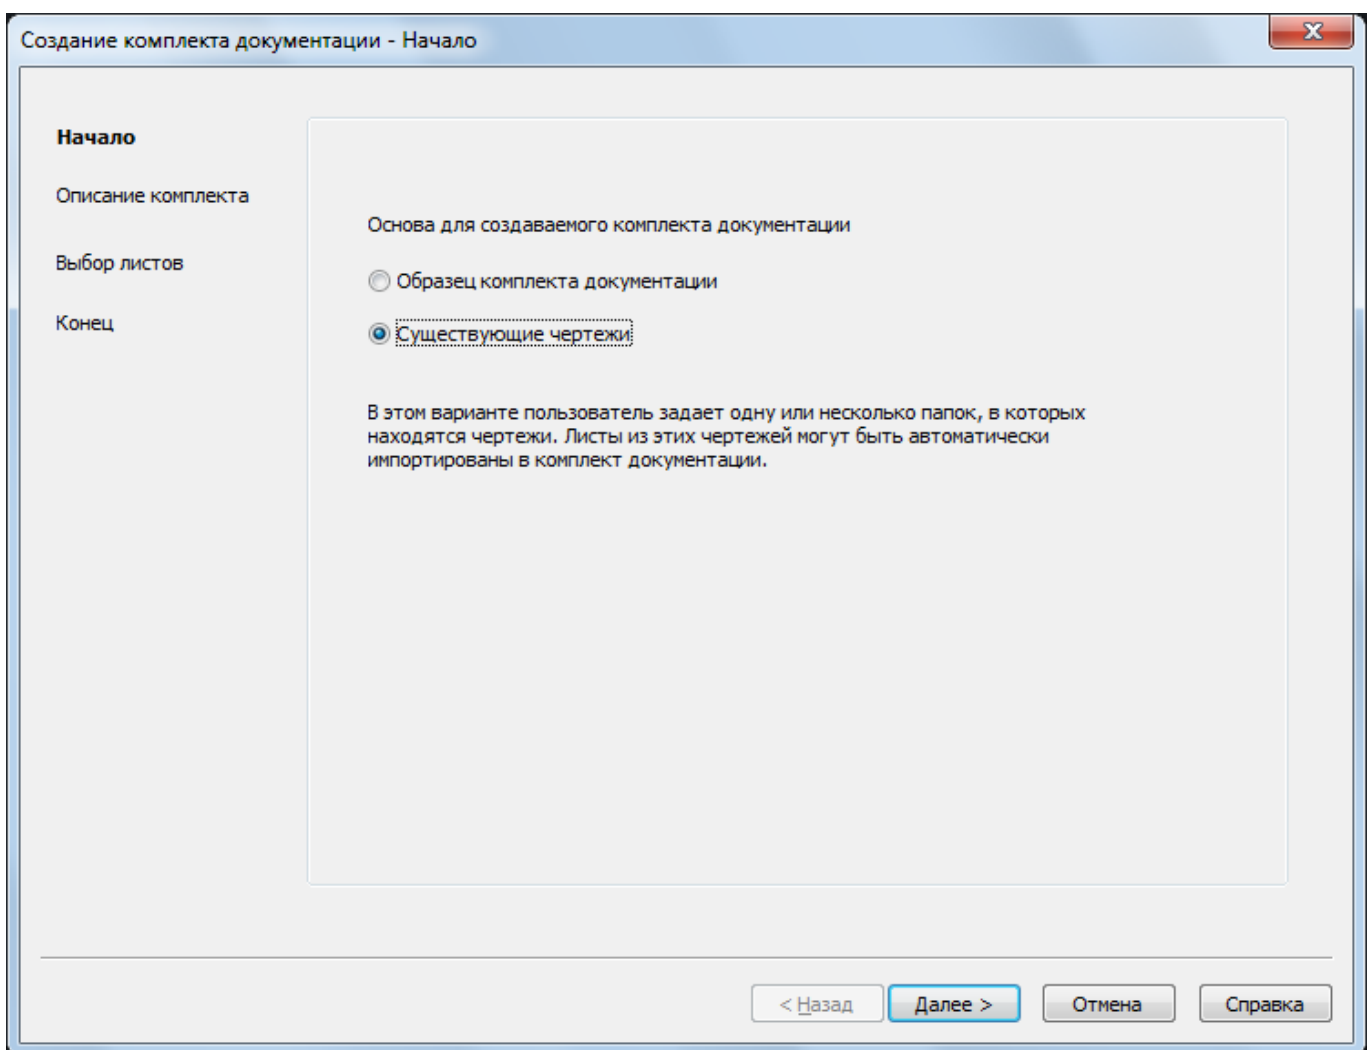 Создание комплекта документации - Начало
Начало
Описание комплекта
Выбор листов
Конец
Основа для создаваемого комплекта документации
Образец комплекта документации
Существующие чертежи
В этом варианте пользователь задает одну или несколько папок, в которых
находятся чертежи. Листы из этих чертежей могут быть автоматически
импортированы в комплект документации.
< Назад
Далее >
Отмена
Справка